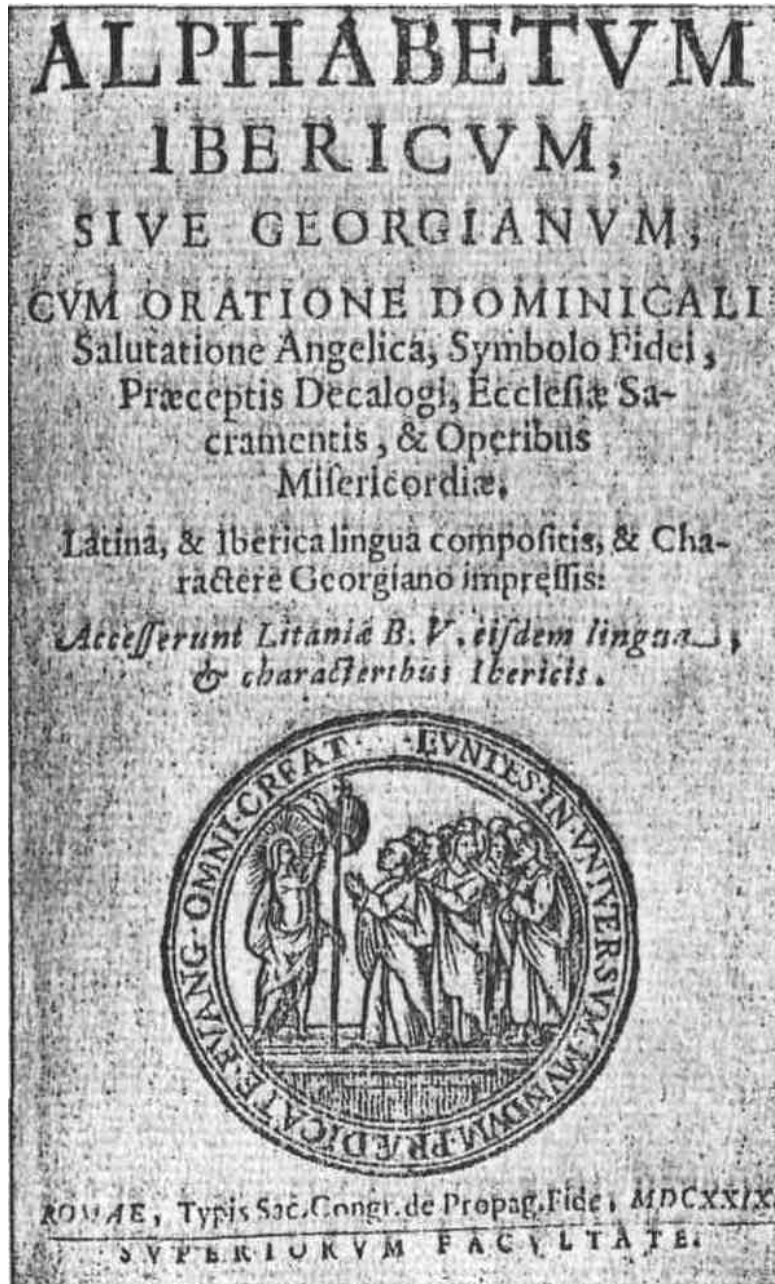 ALPHABETVM
IBERICVM,
SIVE GEORGIANVM,
CVM ORATIONE DOMINICALI
Salutatione Angelica, Symbolo Fidei,
Præceptis Decalogi, Ecclesiæ Sa-
cramentis, & Operibus
Miſericordiæ,
Latina, & Iberica lingua compoſitis, & Cha-
ractere Georgiano impreſſis:
Acceſſerunt Litaniæ B. V. eiſdem lingua,
& characteribus Ibericis.
EVNTES·IN·VNIVERSVM·MVNDVM·PRÆDICATE·EVANG·OMNI·CREAT
ROMAE, Typis Sac.Congr.de Propag.Fide, MDCXXIX
SVPERIORVM FACVLTATE.